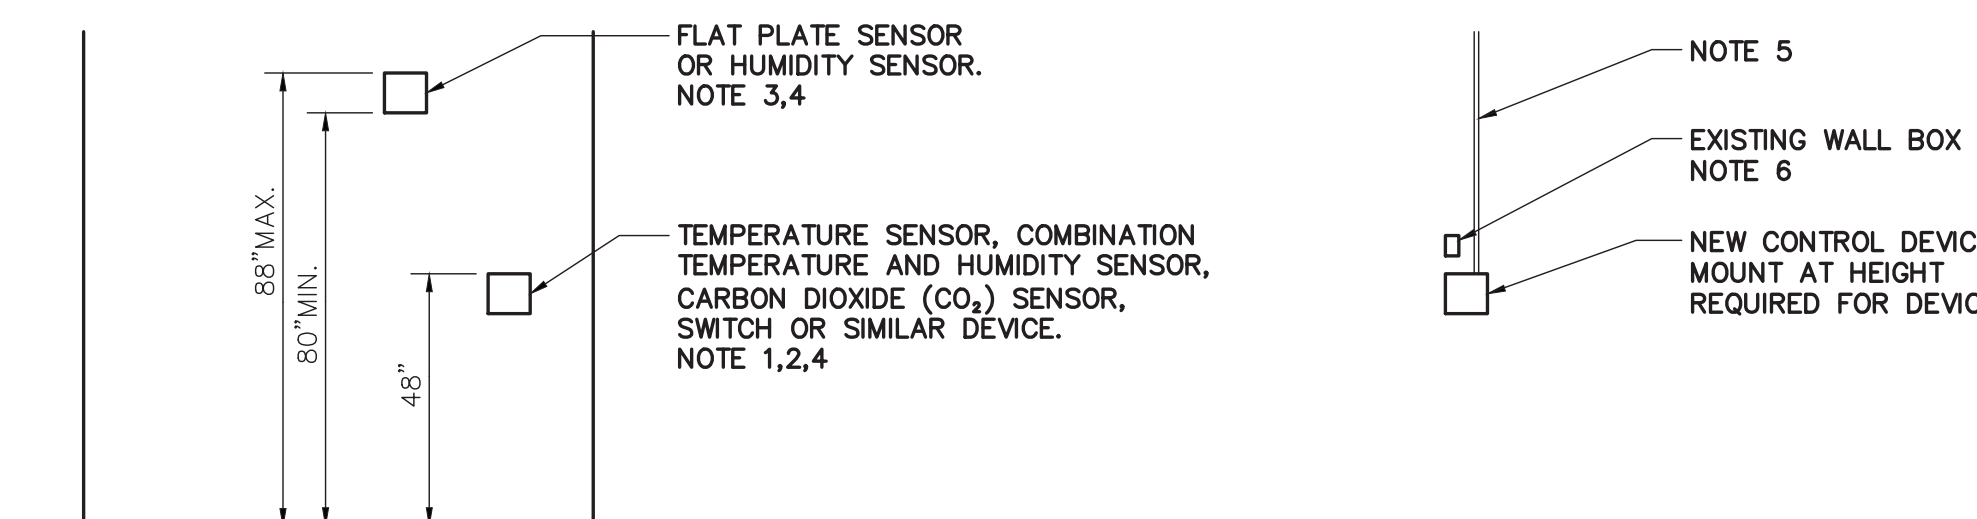 FLAT PLATE SENSOR
OR HUMIDITY SENSOR.
NOTE 3,4
88"MAX.
80"MIN.
48"
TEMPERATURE SENSOR, COMBINATION
TEMPERATURE AND HUMIDITY SENSOR,
CARBON DIOXIDE (CO₂) SENSOR,
SWITCH OR SIMILAR DEVICE.
NOTE 1,2,4
NOTE 5
EXISTING WALL BOX
NOTE 6
NEW CONTROL
MOUNT AT HEIGHT
REQUIRED FOR